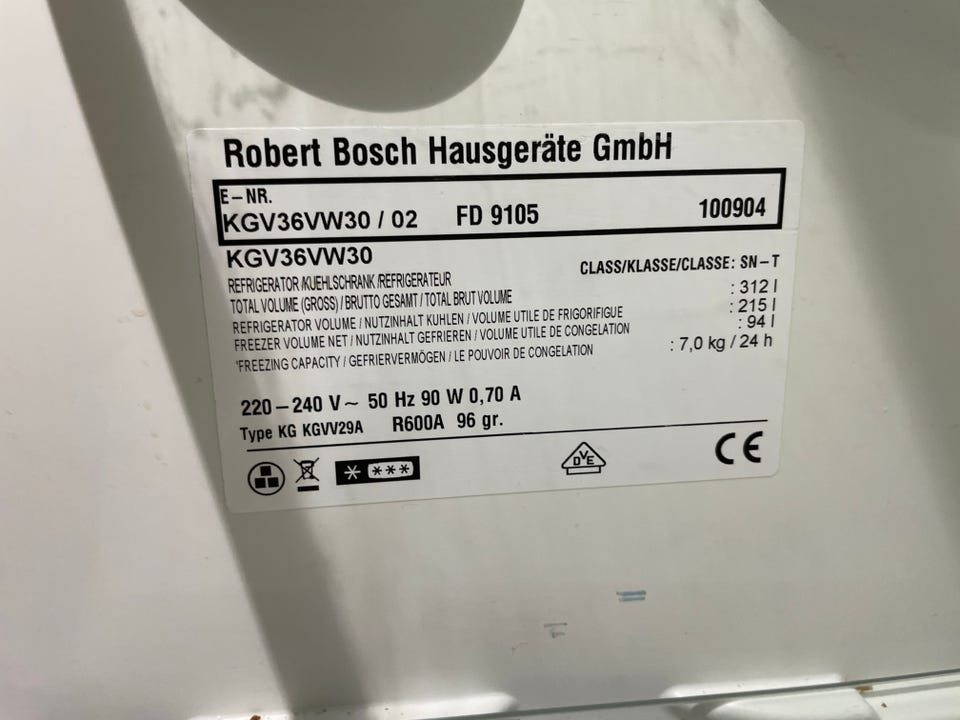 Robert Bosch Hausgeräte GmbH
E-NR.
KGV36VW30 / 02 FD 9105 100904
KGV36VW30
CLASS/KLASSE/CLASSE: SN-T
REFRIGERATOR/KUEHLSCHRANK/REFRIGERATEUR
TOTAL VOLUME (GROSS) / BRUTTO GESAMT / TOTAL BRUT VOLUME : 312 l
REFRIGERATOR VOLUME / NUTZINHALT KUHLEN / VOLUME UTILE DE FRIGORIFIQUE : 215 l
FREEZER VOLUME NET / NUTZINHALT GEFRIEREN / VOLUME UTILE DE CONGELATION : 94 l
*FREEZING CAPACITY / GEFRIERVERMÖGEN / LE POUVOIR DE CONGELATION : 7,0 kg / 24 h
220-240 V~ 50 Hz 90 W 0,70 A
Type KG KGVV29A R600A 96 gr.
* *** DVE CE